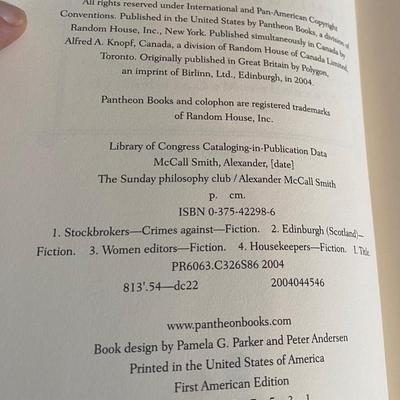 All rights reserved under International and Pan-American Copyright
Conventions. Published in the United States by Pantheon Books, a division of
Random House, Inc., New York. Published simultaneously in Canada by
Alfred A. Knopf, Canada, a division of Random House of Canada Limited,
Toronto. Originally published in Great Britain by Polygon,
an imprint of Birlinn, Ltd., Edinburgh, in 2004.
Pantheon Books and colophon are registered trademarks
of Random House, Inc.
Library of Congress Cataloging-in-Publication Data
McCall Smith, Alexander, [date]
The Sunday philosophy club / Alexander McCall Smith
p. cm.
ISBN 0-375-42298-6
1. Stockbrokers—Crimes against—Fiction. 2. Edinburgh (Scotland)—
Fiction. 3. Women editors—Fiction. 4. Housekeepers—Fiction. I. Title.
PR6063.C326S86 2004
813'.54—dc22 2004044546
www.pantheonbooks.com
Book design by Pamela G. Parker and Peter Andersen
Printed in the United States of America
First American Edition
2 1